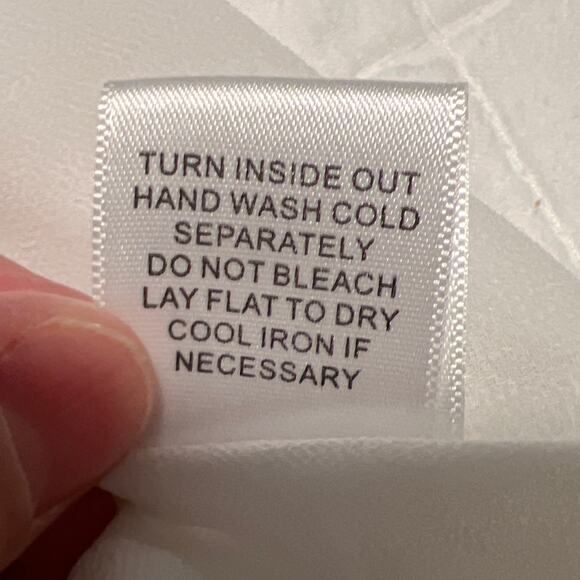 TURN INSIDE OUT
HAND WASH COLD
SEPARATELY
DO NOT BLEACH
LAY FLAT TO DRY
COOL IRON IF
NECESSARY